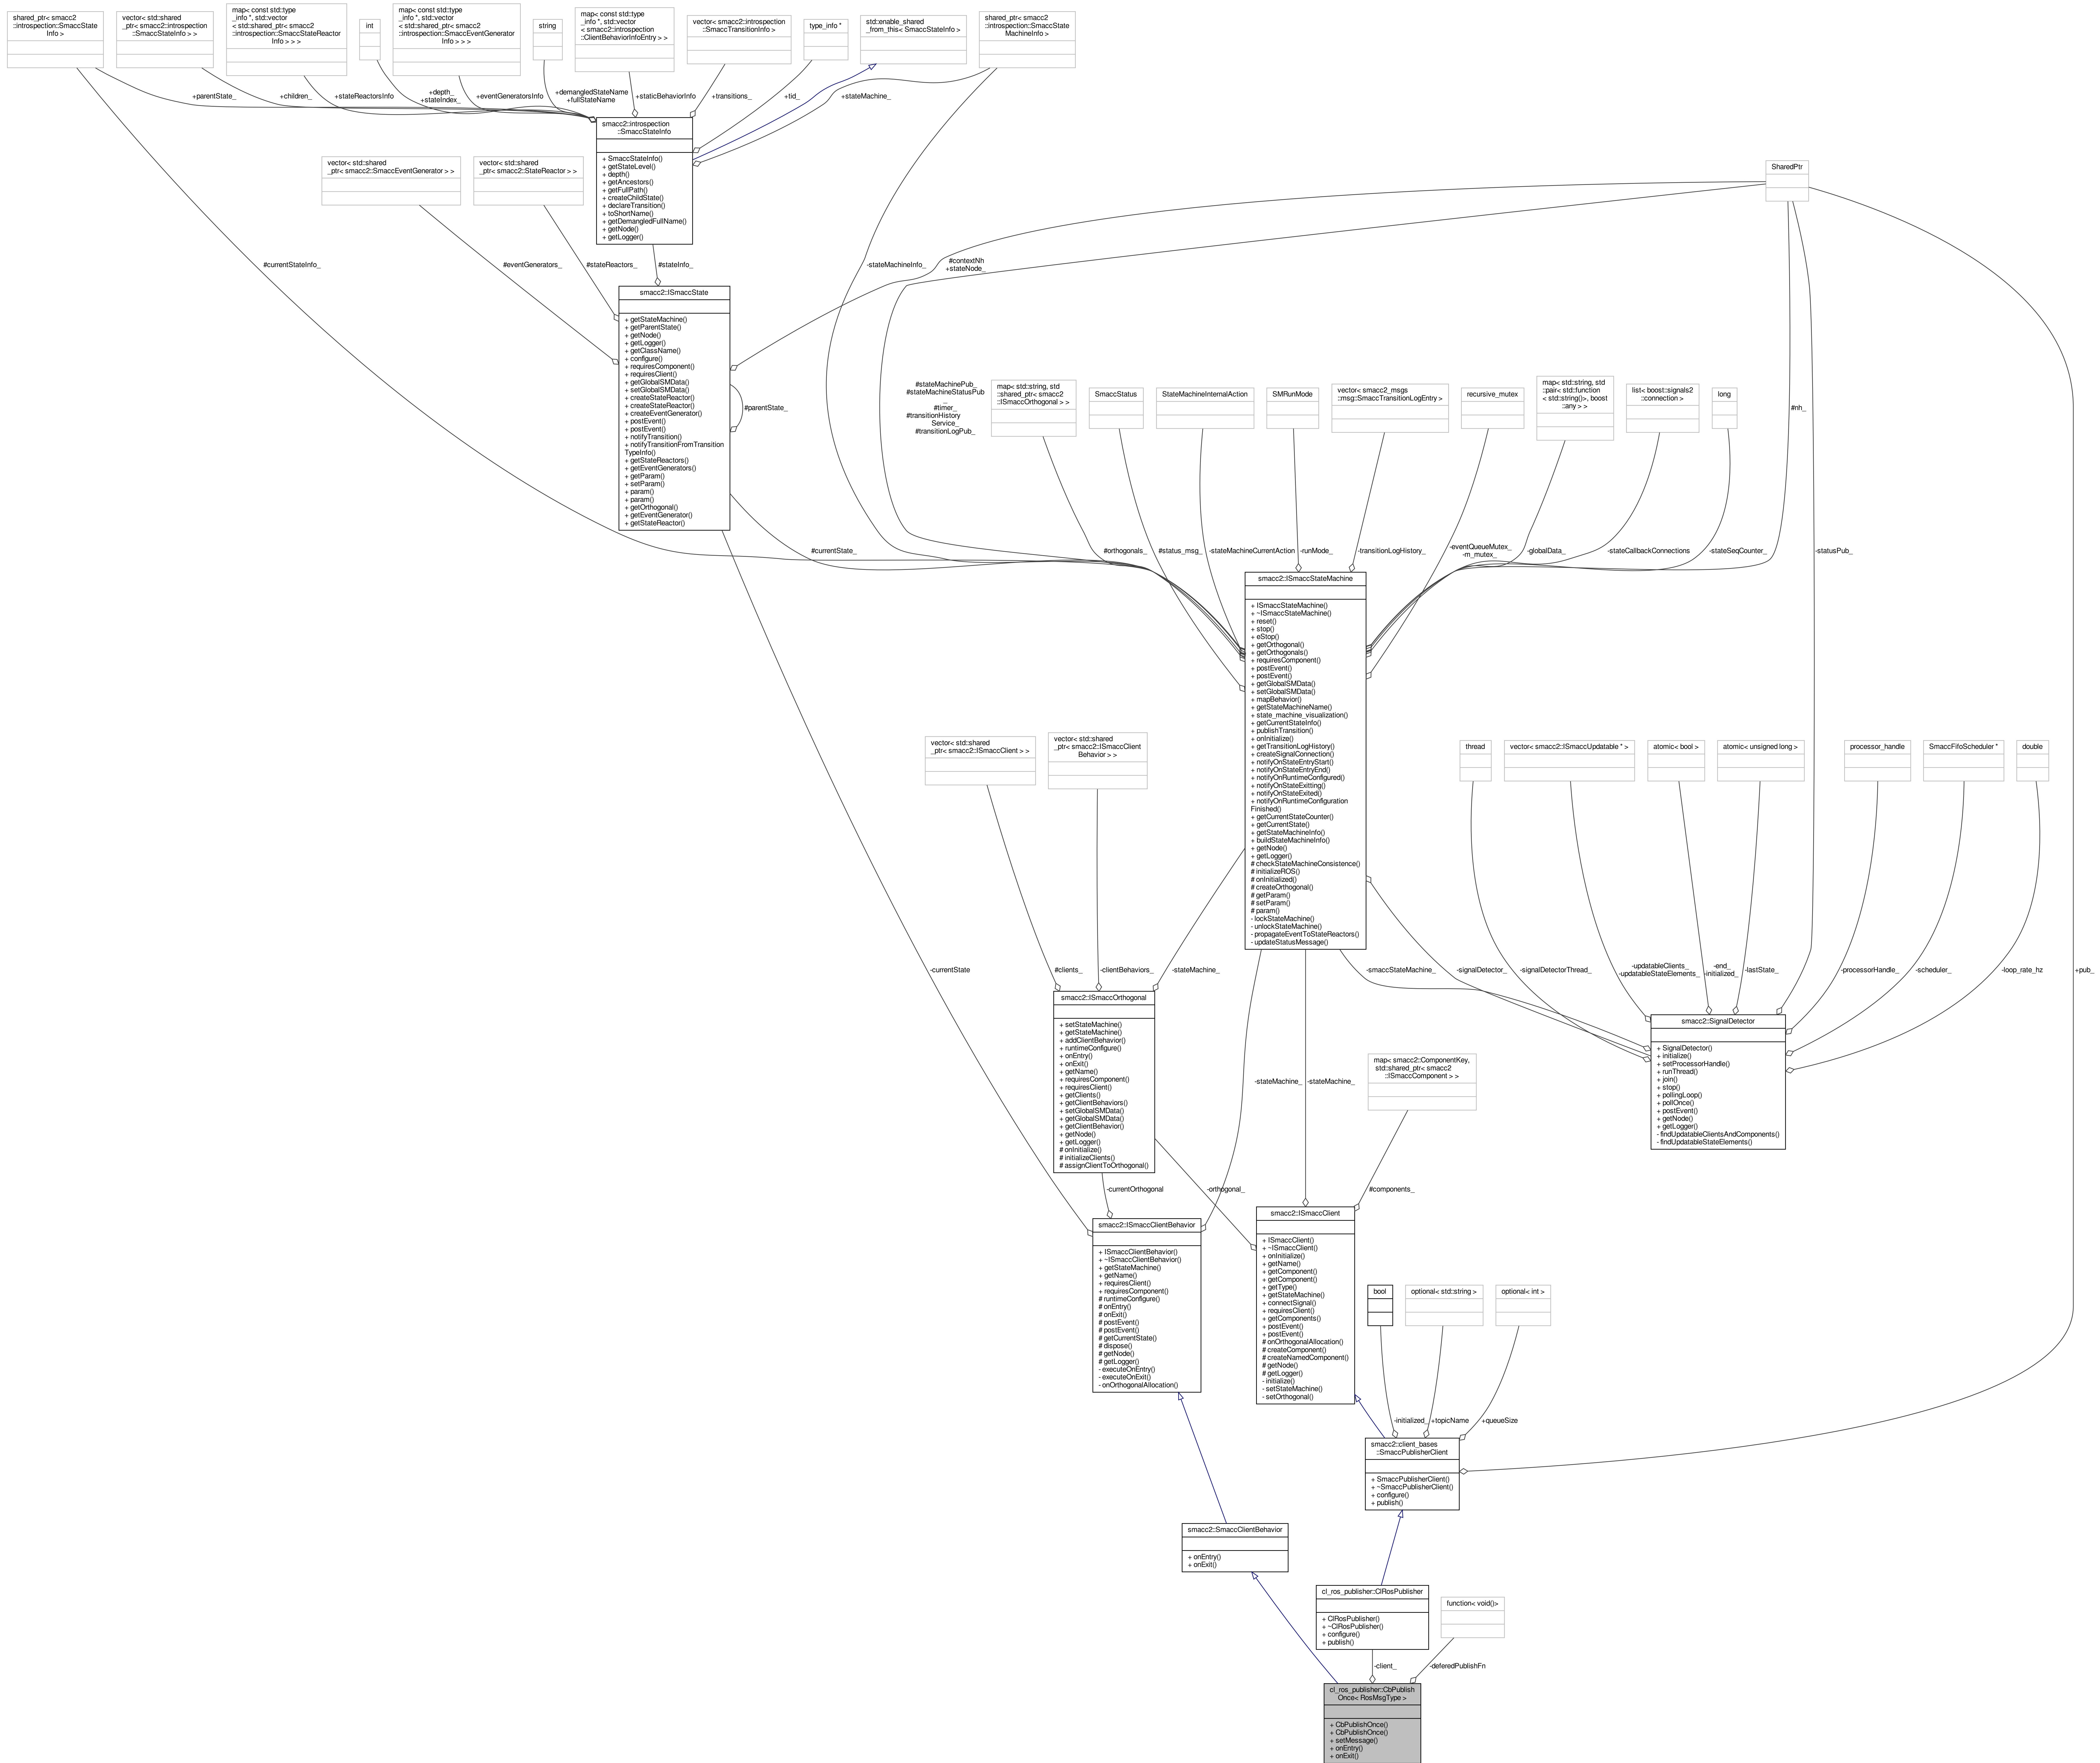 shared_ptr< smacc2
::introspection::SmaccState
Info >
vector< std::shared
_ptr< smacc2::introspection
::SmaccStateInfo > >
map< const std::type
_info *, std::vector
< std::shared_ptr< smacc2
::introspection::SmaccStateReactor
Info > > >
int
map< const std::type
_info *, std::vector
< std::shared_ptr< smacc2
::introspection::SmaccEventGenerator
Info > > >
string
map< const std::type
_info *, std::vector
< smacc2::introspection
::ClientBehaviorInfoEntry > >
vector< smacc2::introspection
::SmaccTransitionInfo >
type_info *
std::enable_shared
_from_this< SmaccStateInfo >
shared_ptr< smacc2
::introspection::SmaccState
MachineInfo >
+parentState_
+children_
+stateReactorsInfo
+depth_
+stateIndex_
+eventGeneratorsInfo
+demangledStateName
+fullStateName
+staticBehaviorInfo
+transitions_
+tid_
+stateMachine_
smacc2::introspection
::SmaccStateInfo
+ SmaccStateInfo()
+ getStateLevel()
+ depth()
+ getAncestors()
+ getFullPath()
+ createChildState()
+ declareTransition()
+ toShortName()
+ getDemangledFullName()
+ getNode()
+ getLogger()
vector< std::shared
_ptr< smacc2::SmaccEventGenerator > >
vector< std::shared
_ptr< smacc2::StateReactor > >
SharedPtr
#currentStateInfo_
#eventGenerators_
#stateReactors_
#stateInfo_
-stateMachineInfo_
#contextNh
+stateNode_
smacc2::ISmaccState
+ getStateMachine()
+ getParentState()
+ getNode()
+ getLogger()
+ getClassName()
+ configure()
+ requiresComponent()
+ requiresClient()
+ getGlobalSMData()
+ setGlobalSMData()
+ createStateReactor()
+ createStateReactor()
+ createEventGenerator()
+ postEvent()
+ postEvent()
+ notifyTransition()
+ notifyTransitionFromTransition
TypeInfo()
+ getStateReactors()
+ getEventGenerators()
+ getParam()
+ setParam()
+ param()
+ param()
+ getOrthogonal()
+ getEventGenerator()
+ getStateReactor()
#parentState_
#stateMachinePub_
#stateMachineStatusPub
_
#timer_
#transitionHistory
Service_
#transitionLogPub_
map< std::string, std
::shared_ptr< smacc2
::ISmaccOrthogonal > >
SmaccStatus
StateMachineInternalAction
SMRunMode
vector< smacc2_msgs
::msg::SmaccTransitionLogEntry >
recursive_mutex
map< std::string, std
::pair< std::function
< std::string()>, boost
::any > >
list< boost::signals2
::connection >
long
#nh_
#currentState_
#orthogonals_
#status_msg_
-stateMachineCurrentAction
-runMode_
-transitionLogHistory_
-eventQueueMutex_
-m_mutex_
-globalData_
-stateCallbackConnections
-stateSeqCounter_
-statusPub_
smacc2::ISmaccStateMachine
+ ISmaccStateMachine()
+ ~ISmaccStateMachine()
+ reset()
+ stop()
+ eStop()
+ getOrthogonal()
+ getOrthogonals()
+ requiresComponent()
+ postEvent()
+ postEvent()
+ getGlobalSMData()
+ setGlobalSMData()
+ mapBehavior()
+ getStateMachineName()
+ state_machine_visualization()
+ getCurrentStateInfo()
+ publishTransition()
+ onInitialize()
+ getTransitionLogHistory()
+ createSignalConnection()
+ notifyOnStateEntryStart()
+ notifyOnStateEntryEnd()
+ notifyOnRuntimeConfigured()
+ notifyOnStateExitting()
+ notifyOnStateExited()
+ notifyOnRuntimeConfiguration
Finished()
+ getCurrentStateCounter()
+ getCurrentState()
+ getStateMachineInfo()
+ buildStateMachineInfo()
+ getNode()
+ getLogger()
# checkStateMachineConsistence()
# initializeROS()
# onInitialized()
# createOrthogonal()
# getParam()
# setParam()
# param()
- lockStateMachine()
- unlockStateMachine()
- propagateEventToStateReactors()
- updateStatusMessage()
vector< std::shared
_ptr< smacc2::ISmaccClient > >
vector< std::shared
_ptr< smacc2::ISmaccClient
Behavior > >
thread
vector< smacc2::ISmaccUpdatable * >
atomic< bool >
atomic< unsigned long >
processor_handle
SmaccFifoScheduler *
double
-currentState
#clients_
-clientBehaviors_
-stateMachine_
-smaccStateMachine_
-signalDetector_
-signalDetectorThread_
-updatableClients_
-updatableStateElements_
-end_
-initialized_
-lastState_
-processorHandle_
-scheduler_
-loop_rate_hz
+pub_
smacc2::ISmaccOrthogonal
+ setStateMachine()
+ getStateMachine()
+ addClientBehavior()
+ runtimeConfigure()
+ onEntry()
+ onExit()
+ getName()
+ requiresComponent()
+ requiresClient()
+ getClients()
+ getClientBehaviors()
+ setGlobalSMData()
+ getGlobalSMData()
+ getClientBehavior()
+ getNode()
+ getLogger()
# onInitialize()
# initializeClients()
# assignClientToOrthogonal()
smacc2::SignalDetector
+ SignalDetector()
+ initialize()
+ setProcessorHandle()
+ runThread()
+ join()
+ stop()
+ pollingLoop()
+ pollOnce()
+ postEvent()
+ getNode()
+ getLogger()
- findUpdatableClientsAndComponents()
- findUpdatableStateElements()
-stateMachine_
-stateMachine_
map< smacc2::ComponentKey,
std::shared_ptr< smacc2
::ISmaccComponent > >
-currentOrthogonal
-orthogonal_
#components_
smacc2::ISmaccClientBehavior
+ ISmaccClientBehavior()
+ ~ISmaccClientBehavior()
+ getStateMachine()
+ getName()
+ requiresClient()
+ requiresComponent()
# runtimeConfigure()
# onEntry()
# onExit()
# postEvent()
# postEvent()
# getCurrentState()
# dispose()
# getNode()
# getLogger()
- executeOnEntry()
- executeOnExit()
- onOrthogonalAllocation()
smacc2::ISmaccClient
+ ISmaccClient()
+ ~ISmaccClient()
+ onInitialize()
+ getName()
+ getComponent()
+ getComponent()
+ getType()
+ getStateMachine()
+ connectSignal()
+ requiresClient()
+ getComponents()
+ postEvent()
+ postEvent()
# onOrthogonalAllocation()
# createComponent()
# createNamedComponent()
# getNode()
# getLogger()
- initialize()
- setStateMachine()
- setOrthogonal()
bool
optional< std::string >
optional< int >
-initialized_
+topicName
+queueSize
smacc2::client_bases
::SmaccPublisherClient
+ SmaccPublisherClient()
+ ~SmaccPublisherClient()
+ configure()
+ publish()
smacc2::SmaccClientBehavior
+ onEntry()
+ onExit()
cl_ros_publisher::ClRosPublisher
+ ClRosPublisher()
+ ~ClRosPublisher()
+ configure()
+ publish()
function< void()>
-client_
-deferedPublishFn
cl_ros_publisher::CbPublish
Once< RosMsgType >
+ CbPublishOnce()
+ CbPublishOnce()
+ setMessage()
+ onEntry()
+ onExit()